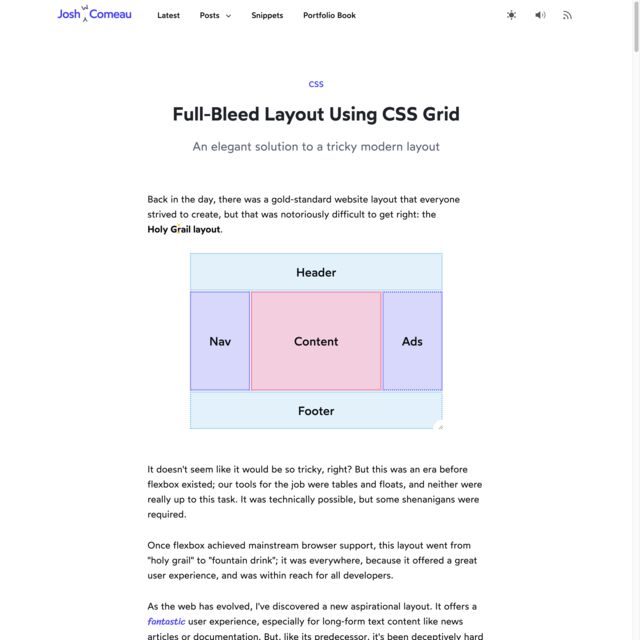 Josh W Comeau
Latest
Posts
Snippets
Portfolio Book
CSS
Full-Bleed Layout Using CSS Grid
An elegant solution to a tricky modern layout
Back in the day, there was a gold-standard website layout that everyone
strived to create, but that was notoriously difficult to get right: the
Holy Grail layout.
Header
Nav
Content
Ads
Footer
It doesn't seem like it would be so tricky, right? But this was an era before
flexbox existed; our tools for the job were tables and floats, and neither were
really up to this task. It was technically possible, but some shenanigans were
required.
Once flexbox achieved mainstream browser support, this layout went from
"holy grail" to "fountain drink"; it was everywhere, because it offered a great
user experience, and was within reach for all developers.
As the web has evolved, I've discovered a new aspirational layout. It offers a
fantastic user experience, especially for long-form text content like news
articles or documentation. But, like its predecessor, it's been deceptively hard